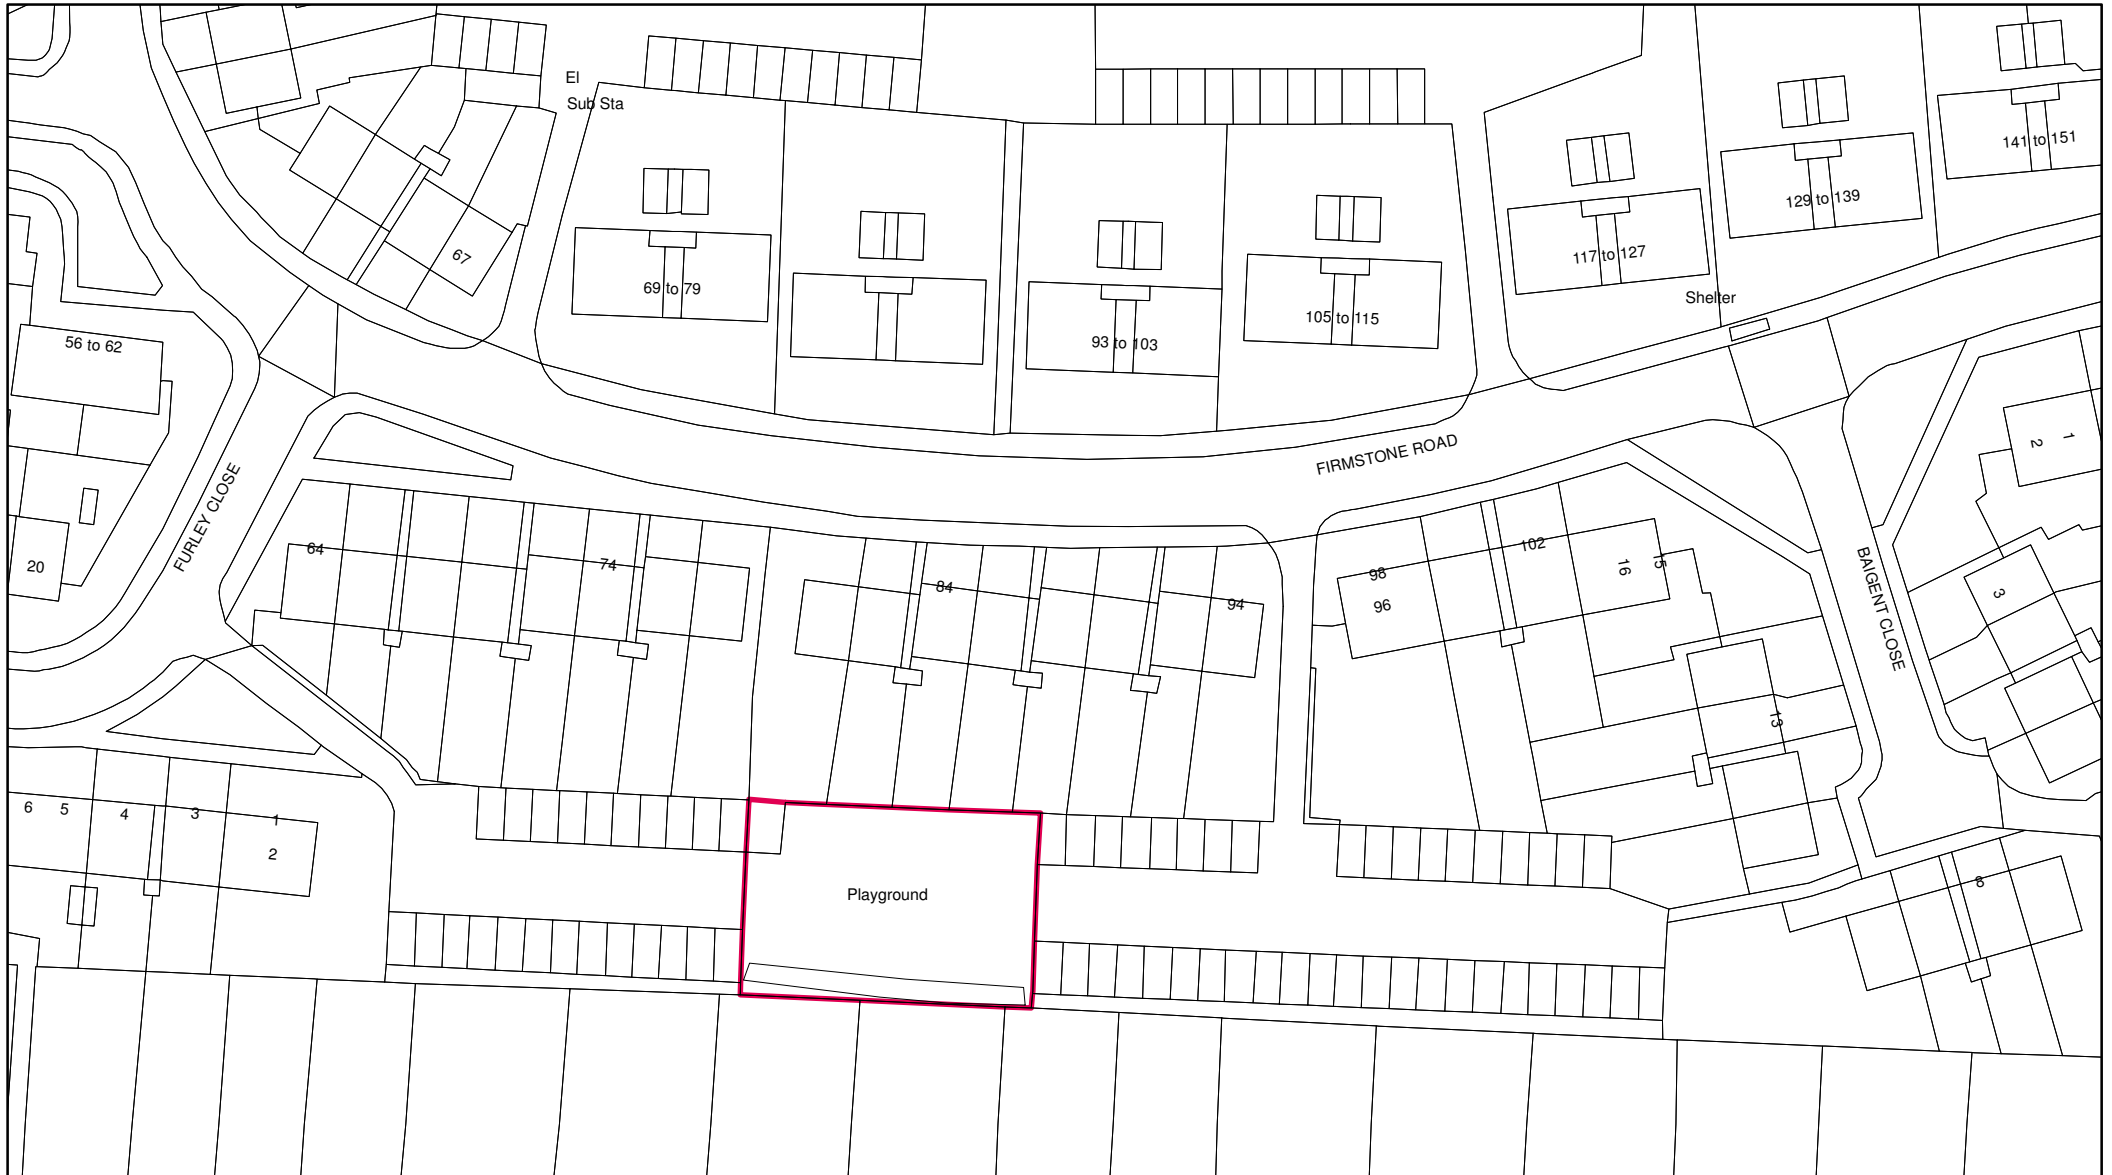 El
Sub Sta
67
69 to 79
93 to 103
105 to 115
117 to 127
129 to 139
141 to 151
Shelter
56 to 62
20
FURLEY CLOSE
FIRMSTONE ROAD
BAIGENT CLOSE
64
74
84
94
98
96
102
16
15
13
1
2
3
8
6
5
4
3
1
2
Playground